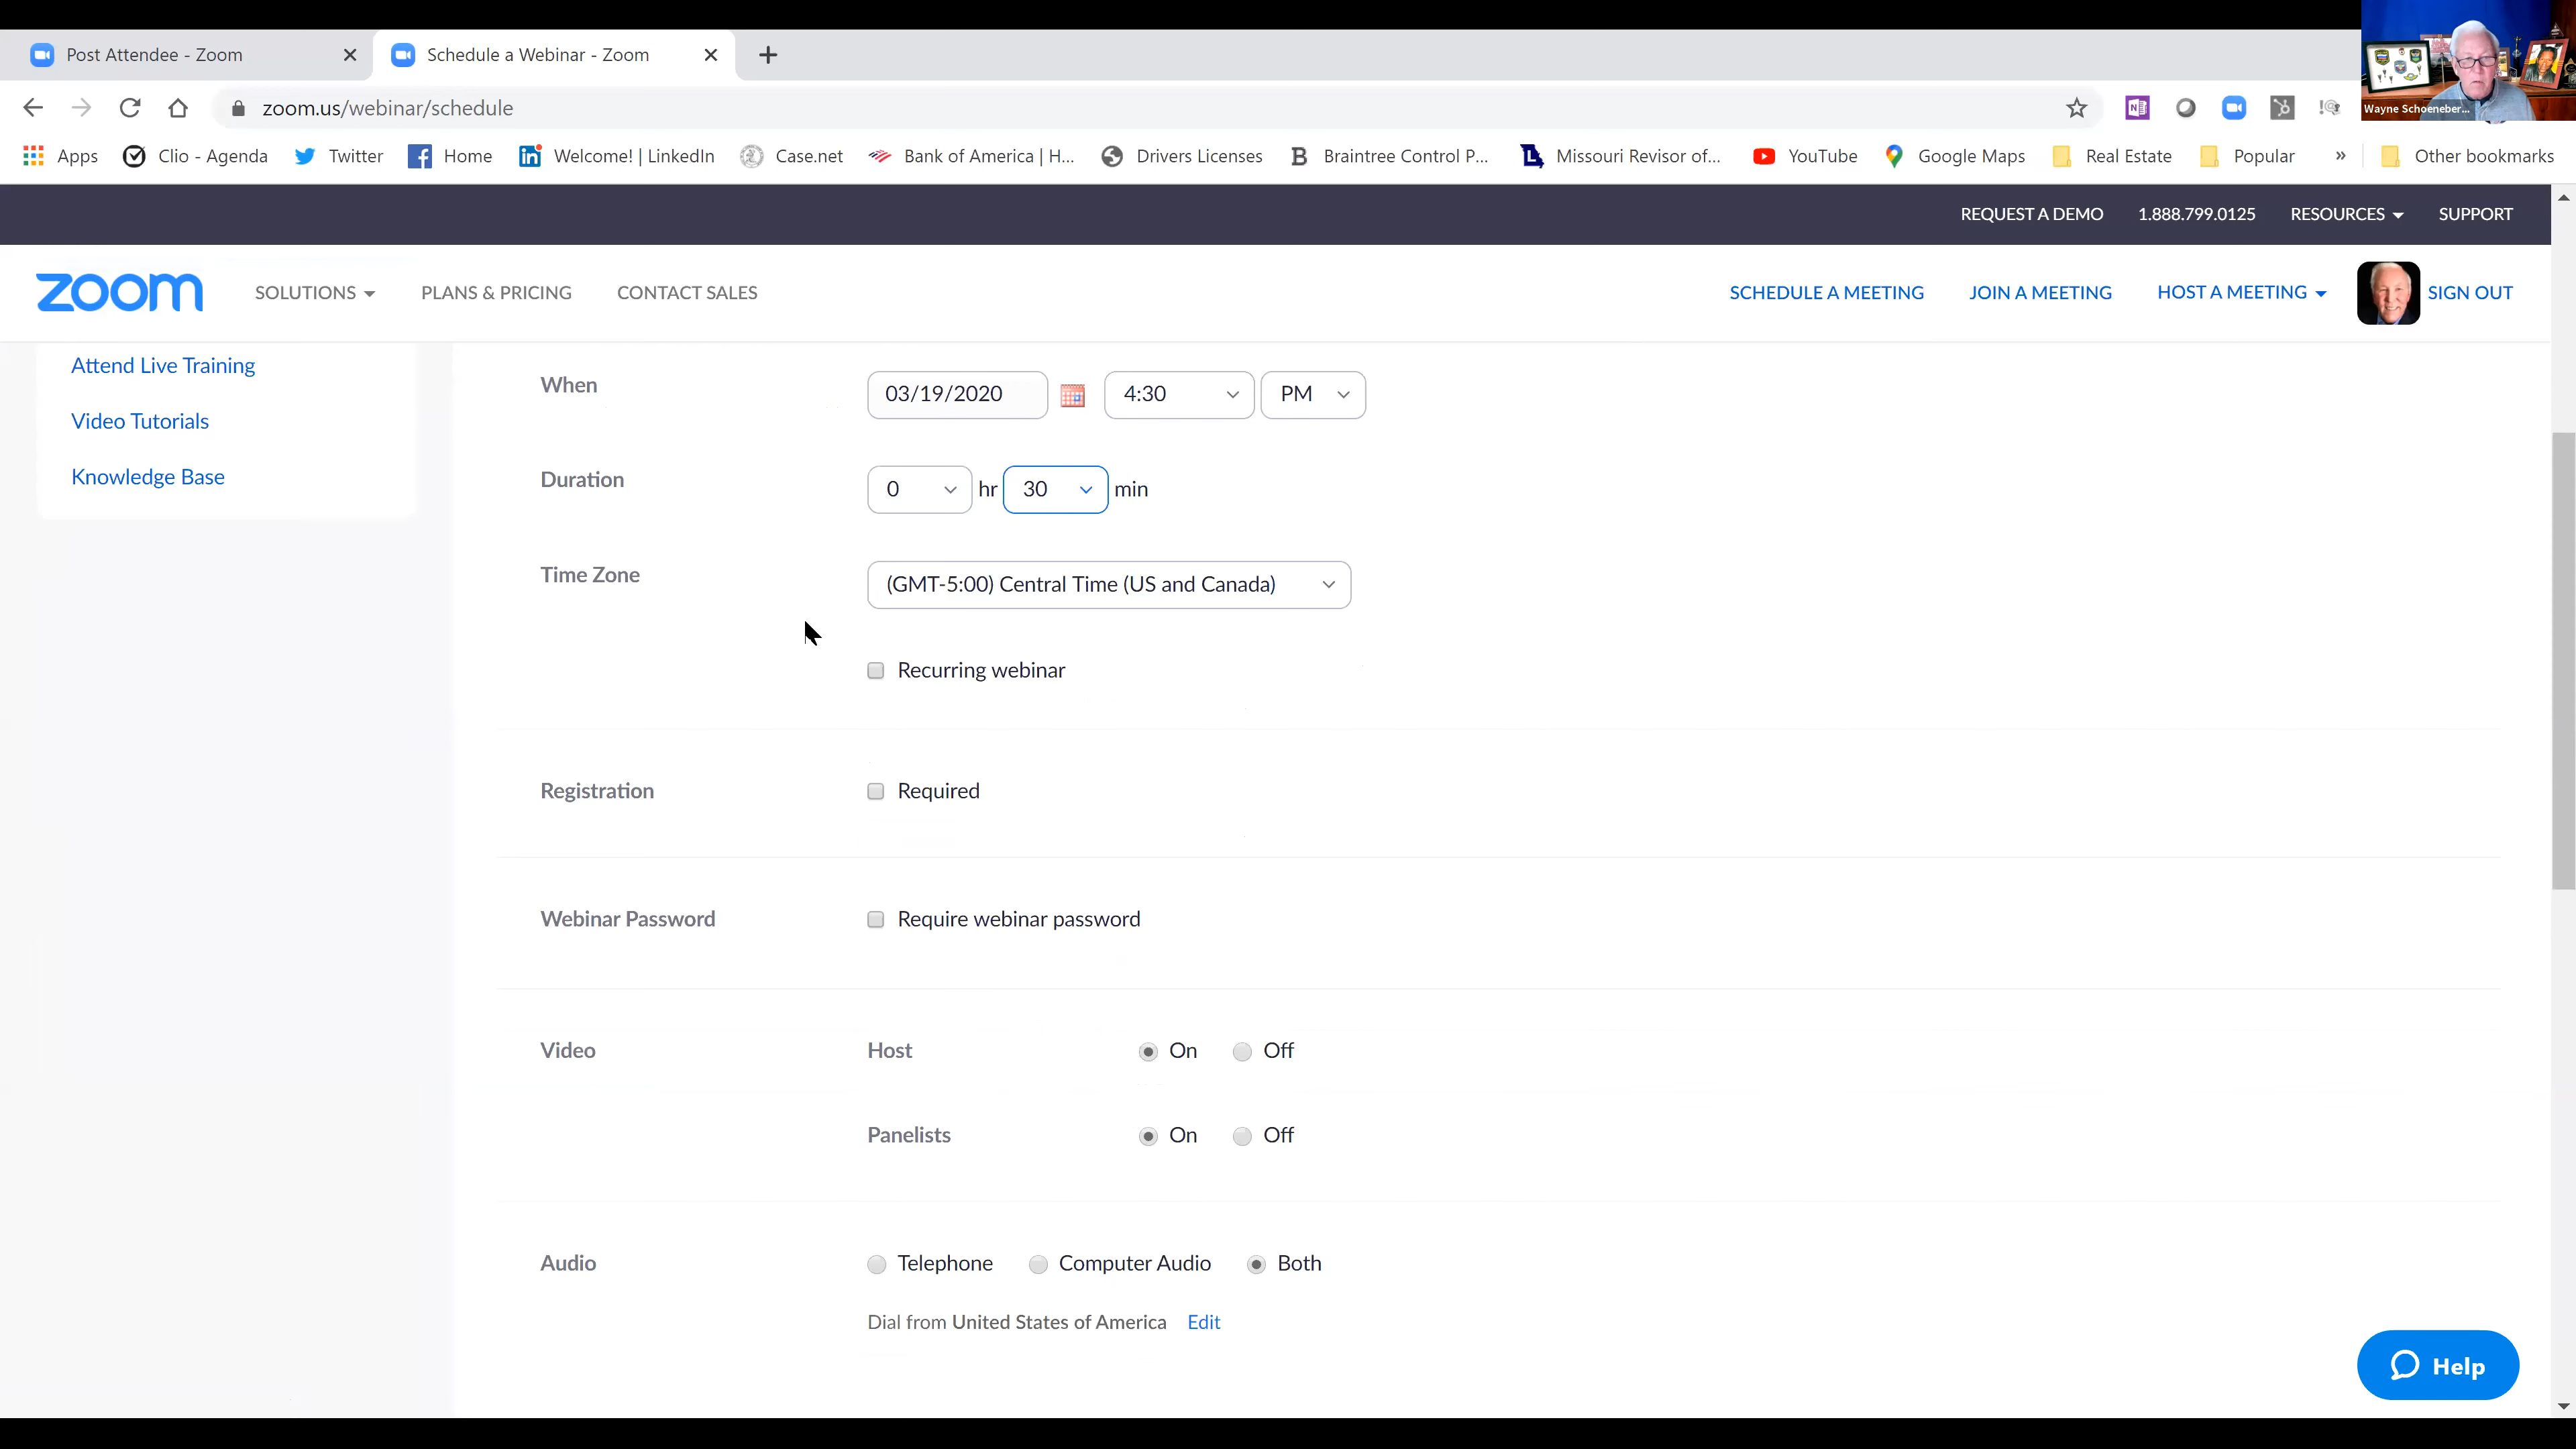 Post Attendee - Zoom
Schedule a Webinar - Zoom
zoom.us/webinar/schedule
Wayne Schoeneber...
Apps
Clio - Agenda
Twitter
Home
Welcome! | LinkedIn
Case.net
Bank of America | H...
Drivers Licenses
Braintree Control P...
Missouri Revisor of...
YouTube
Google Maps
Real Estate
Popular
»
Other bookmarks
REQUEST A DEMO
1.888.799.0125
RESOURCES
SUPPORT
zoom
SOLUTIONS
PLANS & PRICING
CONTACT SALES
SCHEDULE A MEETING
JOIN A MEETING
HOST A MEETING
SIGN OUT
Attend Live Training
Video Tutorials
Knowledge Base
When
03/19/2020
4:30
PM
Duration
0
hr
30
min
Time Zone
(GMT-5:00) Central Time (US and Canada)
Recurring webinar
Registration
Required
Webinar Password
Require webinar password
Video
Host
On
Off
Panelists
On
Off
Audio
Telephone
Computer Audio
Both
Dial from United States of America Edit
Help